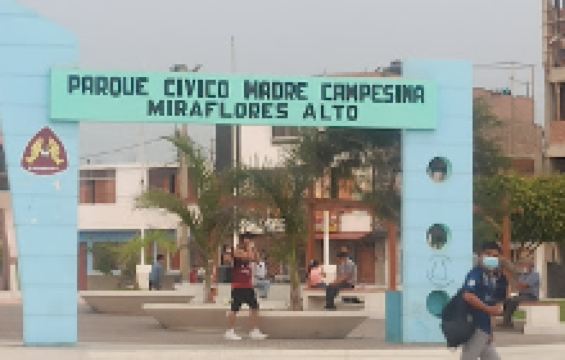 PARQUE CIVICO MADRE CAMPESINA
MIRAFLORES ALTO